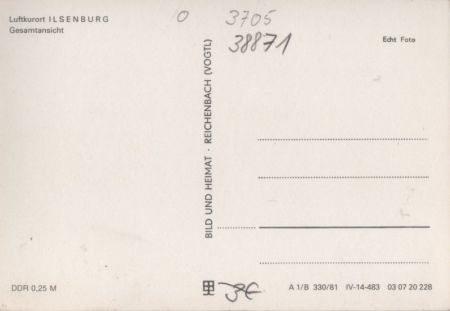 Luftkurort ILSENBURG
Gesamtansicht
3705
38871
Echt Foto
BILD UND HEIMAT · REICHENBACH (VOGTL)
DDR 0,25 M
3€
A 1/B 330/81 IV-14-483 03 07 20 228